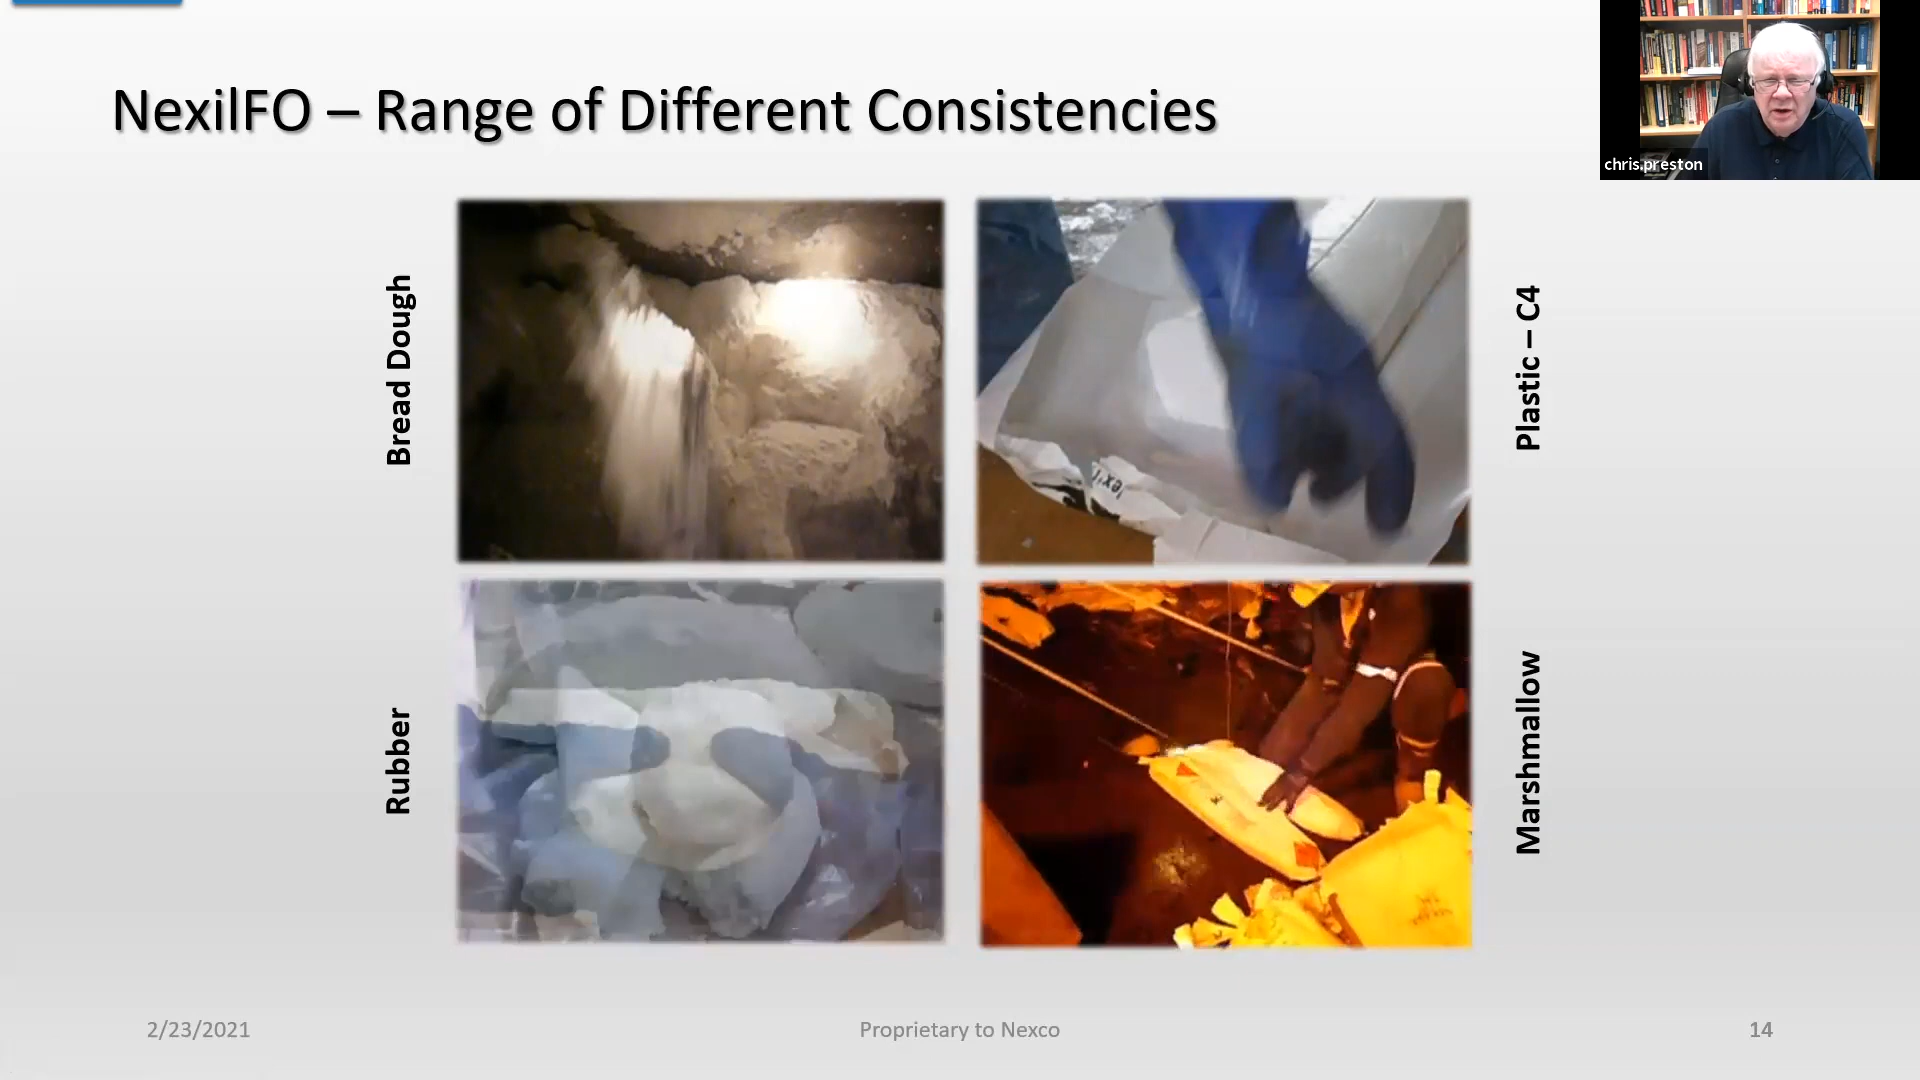 NexilFO – Range of Different Consistencies
chris.preston
Bread Dough
Plastic – C4
Rubber
Marshmallow
2/23/2021
Proprietary to Nexco
14